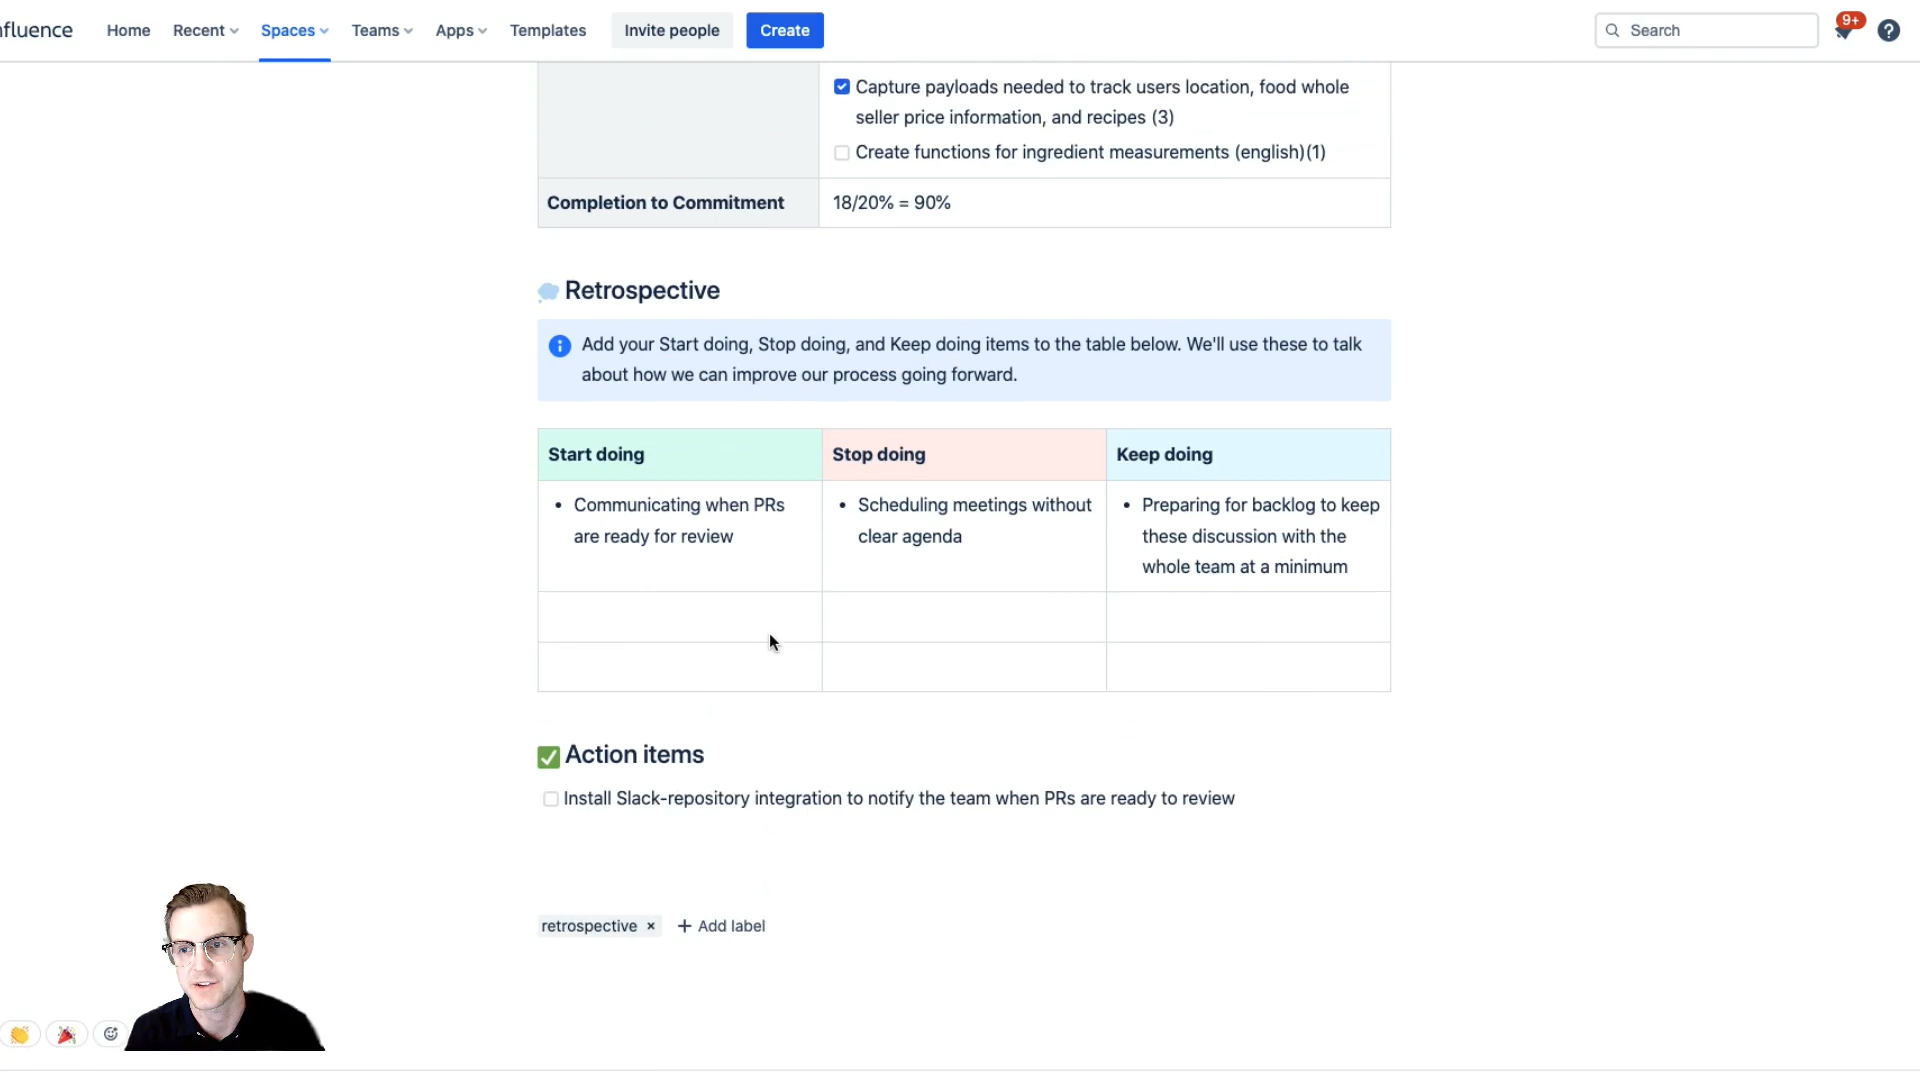 nfluence Home Recent Spaces Teams Apps Templates Invite people Create Search 9+ ?
Capture payloads needed to track users location, food whole
seller price information, and recipes (3)
Create functions for ingredient measurements (english)(1)
Completion to Commitment 18/20% = 90%
Retrospective
Add your Start doing, Stop doing, and Keep doing items to the table below. We'll use these to talk
about how we can improve our process going forward.
Start doing Stop doing Keep doing
• Communicating when PRs
are ready for review
• Scheduling meetings without
clear agenda
• Preparing for backlog to keep
these discussion with the
whole team at a minimum
Action items
Install Slack-repository integration to notify the team when PRs are ready to review
retrospective × + Add label